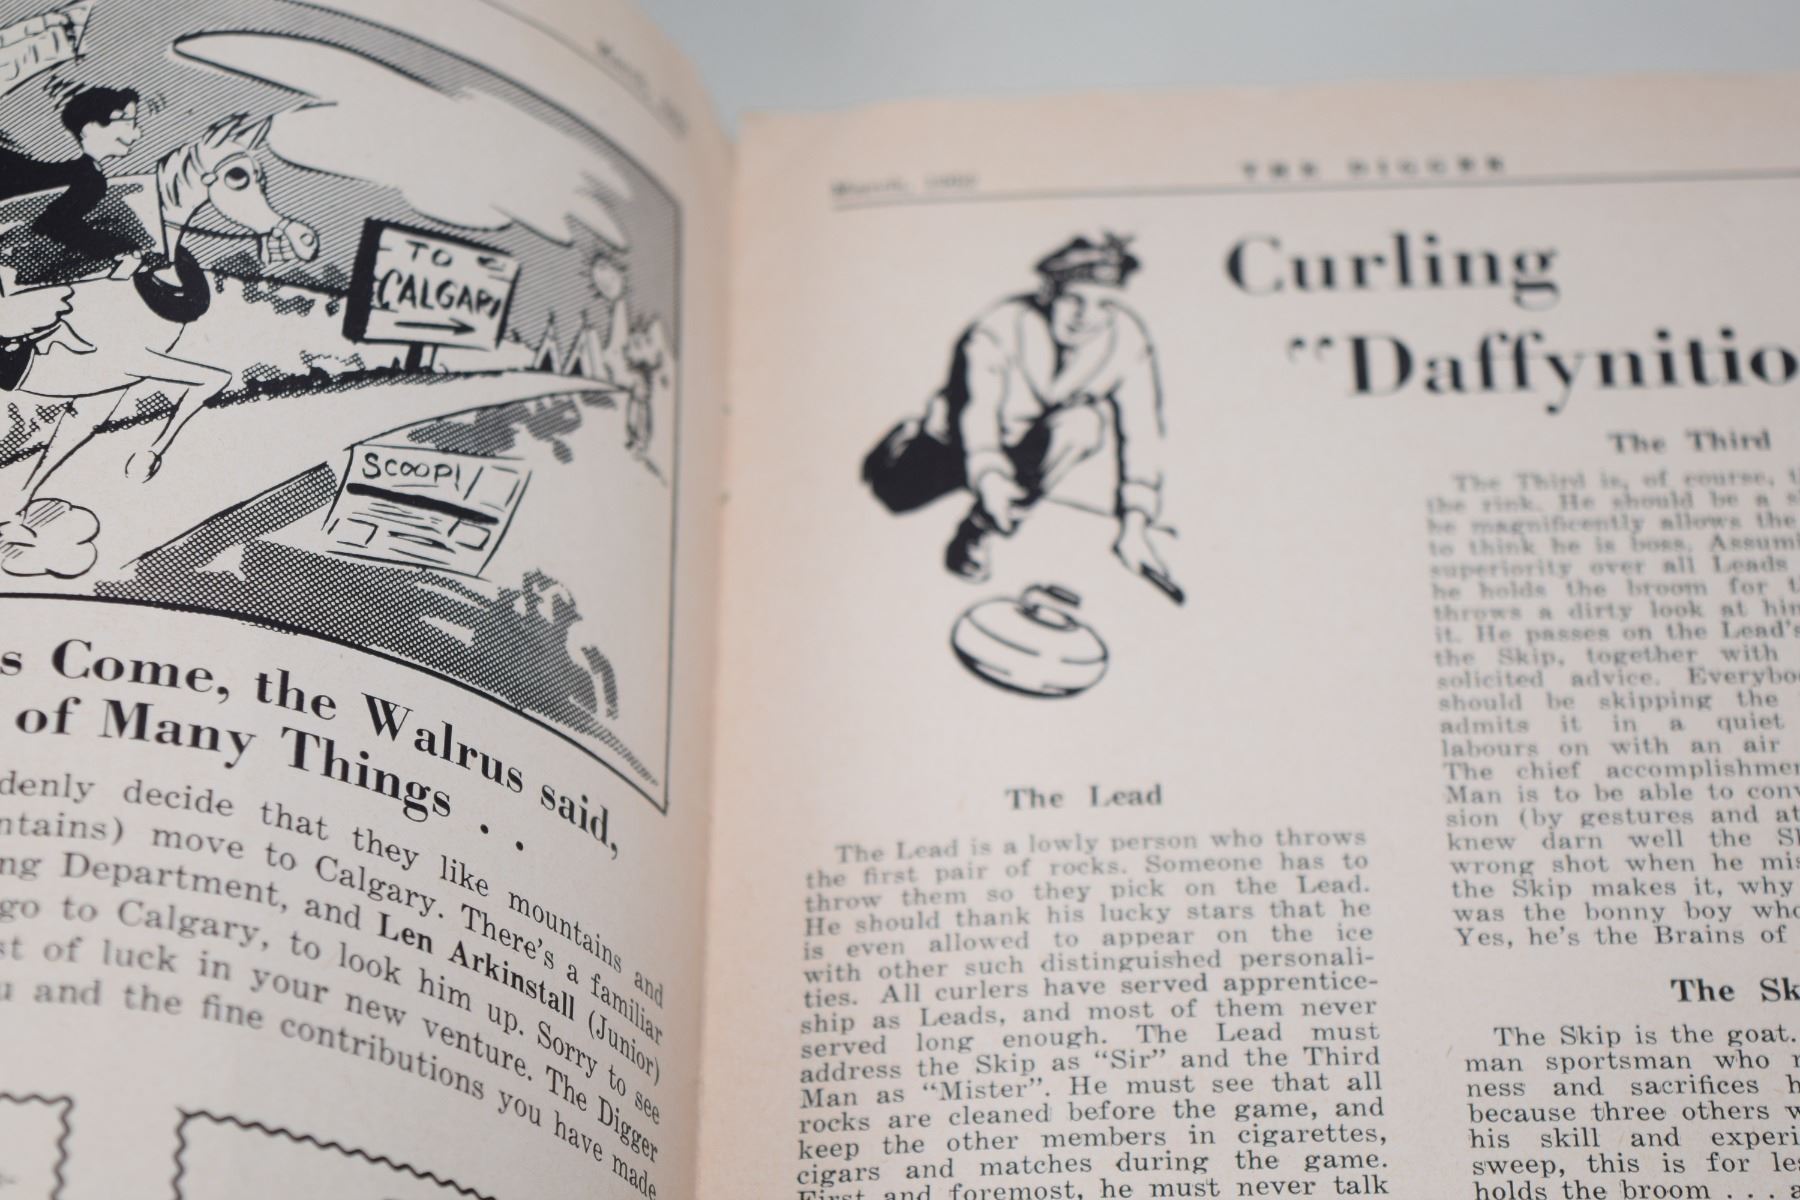 TO
CALGARY
SCOOP!
s Come, the Walrus said,
of Many Things . .
denly decide that they like mountains and
ntains) move to Calgary. There's a familiar
ng Department, and Len Arkinstall (Junior)
go to Calgary, to look him up. Sorry to see
st of luck in your new venture. The Digger
u and the fine contributions you have made
March,
THE DIGGER
Curling
"Daffynitio
The Lead
The Lead is a lowly person who throws
the first pair of rocks. Someone has to
throw them so they pick on the Lead.
He should thank his lucky stars that he
is even allowed to appear on the ice
with other such distinguished personali-
ties. All curlers have served apprentice-
ship as Leads, and most of them never
served long enough. The Lead must
address the Skip as "Sir" and the Third
Man as "Mister". He must see that all
rocks are cleaned before the game, and
keep the other members in cigarettes,
cigars and matches during the game.
First and foremost, he must never talk
The Third
The Third is, of course, t
the rink. He should be a s
he magnificently allows the
to think he is boss. Assumi
superiority over all Leads
he holds the broom for t
throws a dirty look at him
it. He passes on the Lead's
the Skip, together with
solicited advice. Everybo
should be skipping the
admits it in a quiet
labours on with an air
The chief accomplishmen
Man is to be able to conv
sion (by gestures and at
knew darn well the Sk
wrong shot when he mis
the Skip makes it, why
was the bonny boy who
Yes, he's the Brains of
The Sk
The Skip is the goat.
man sportsman who
ness and sacrifices h
because three others w
his skill and experi
sweep, this is for les
holds the broom . . . a